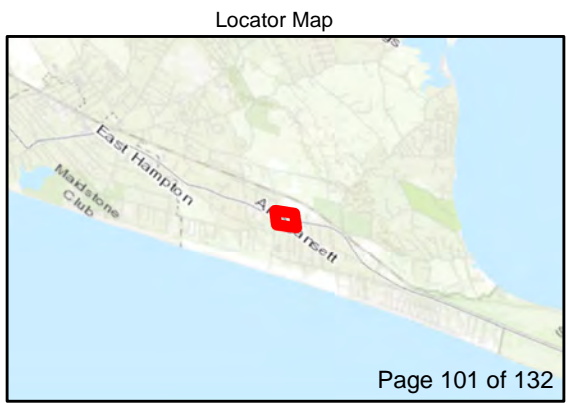 Locator Map
East Hampton
Maidstone
Club
Page 101 of 132